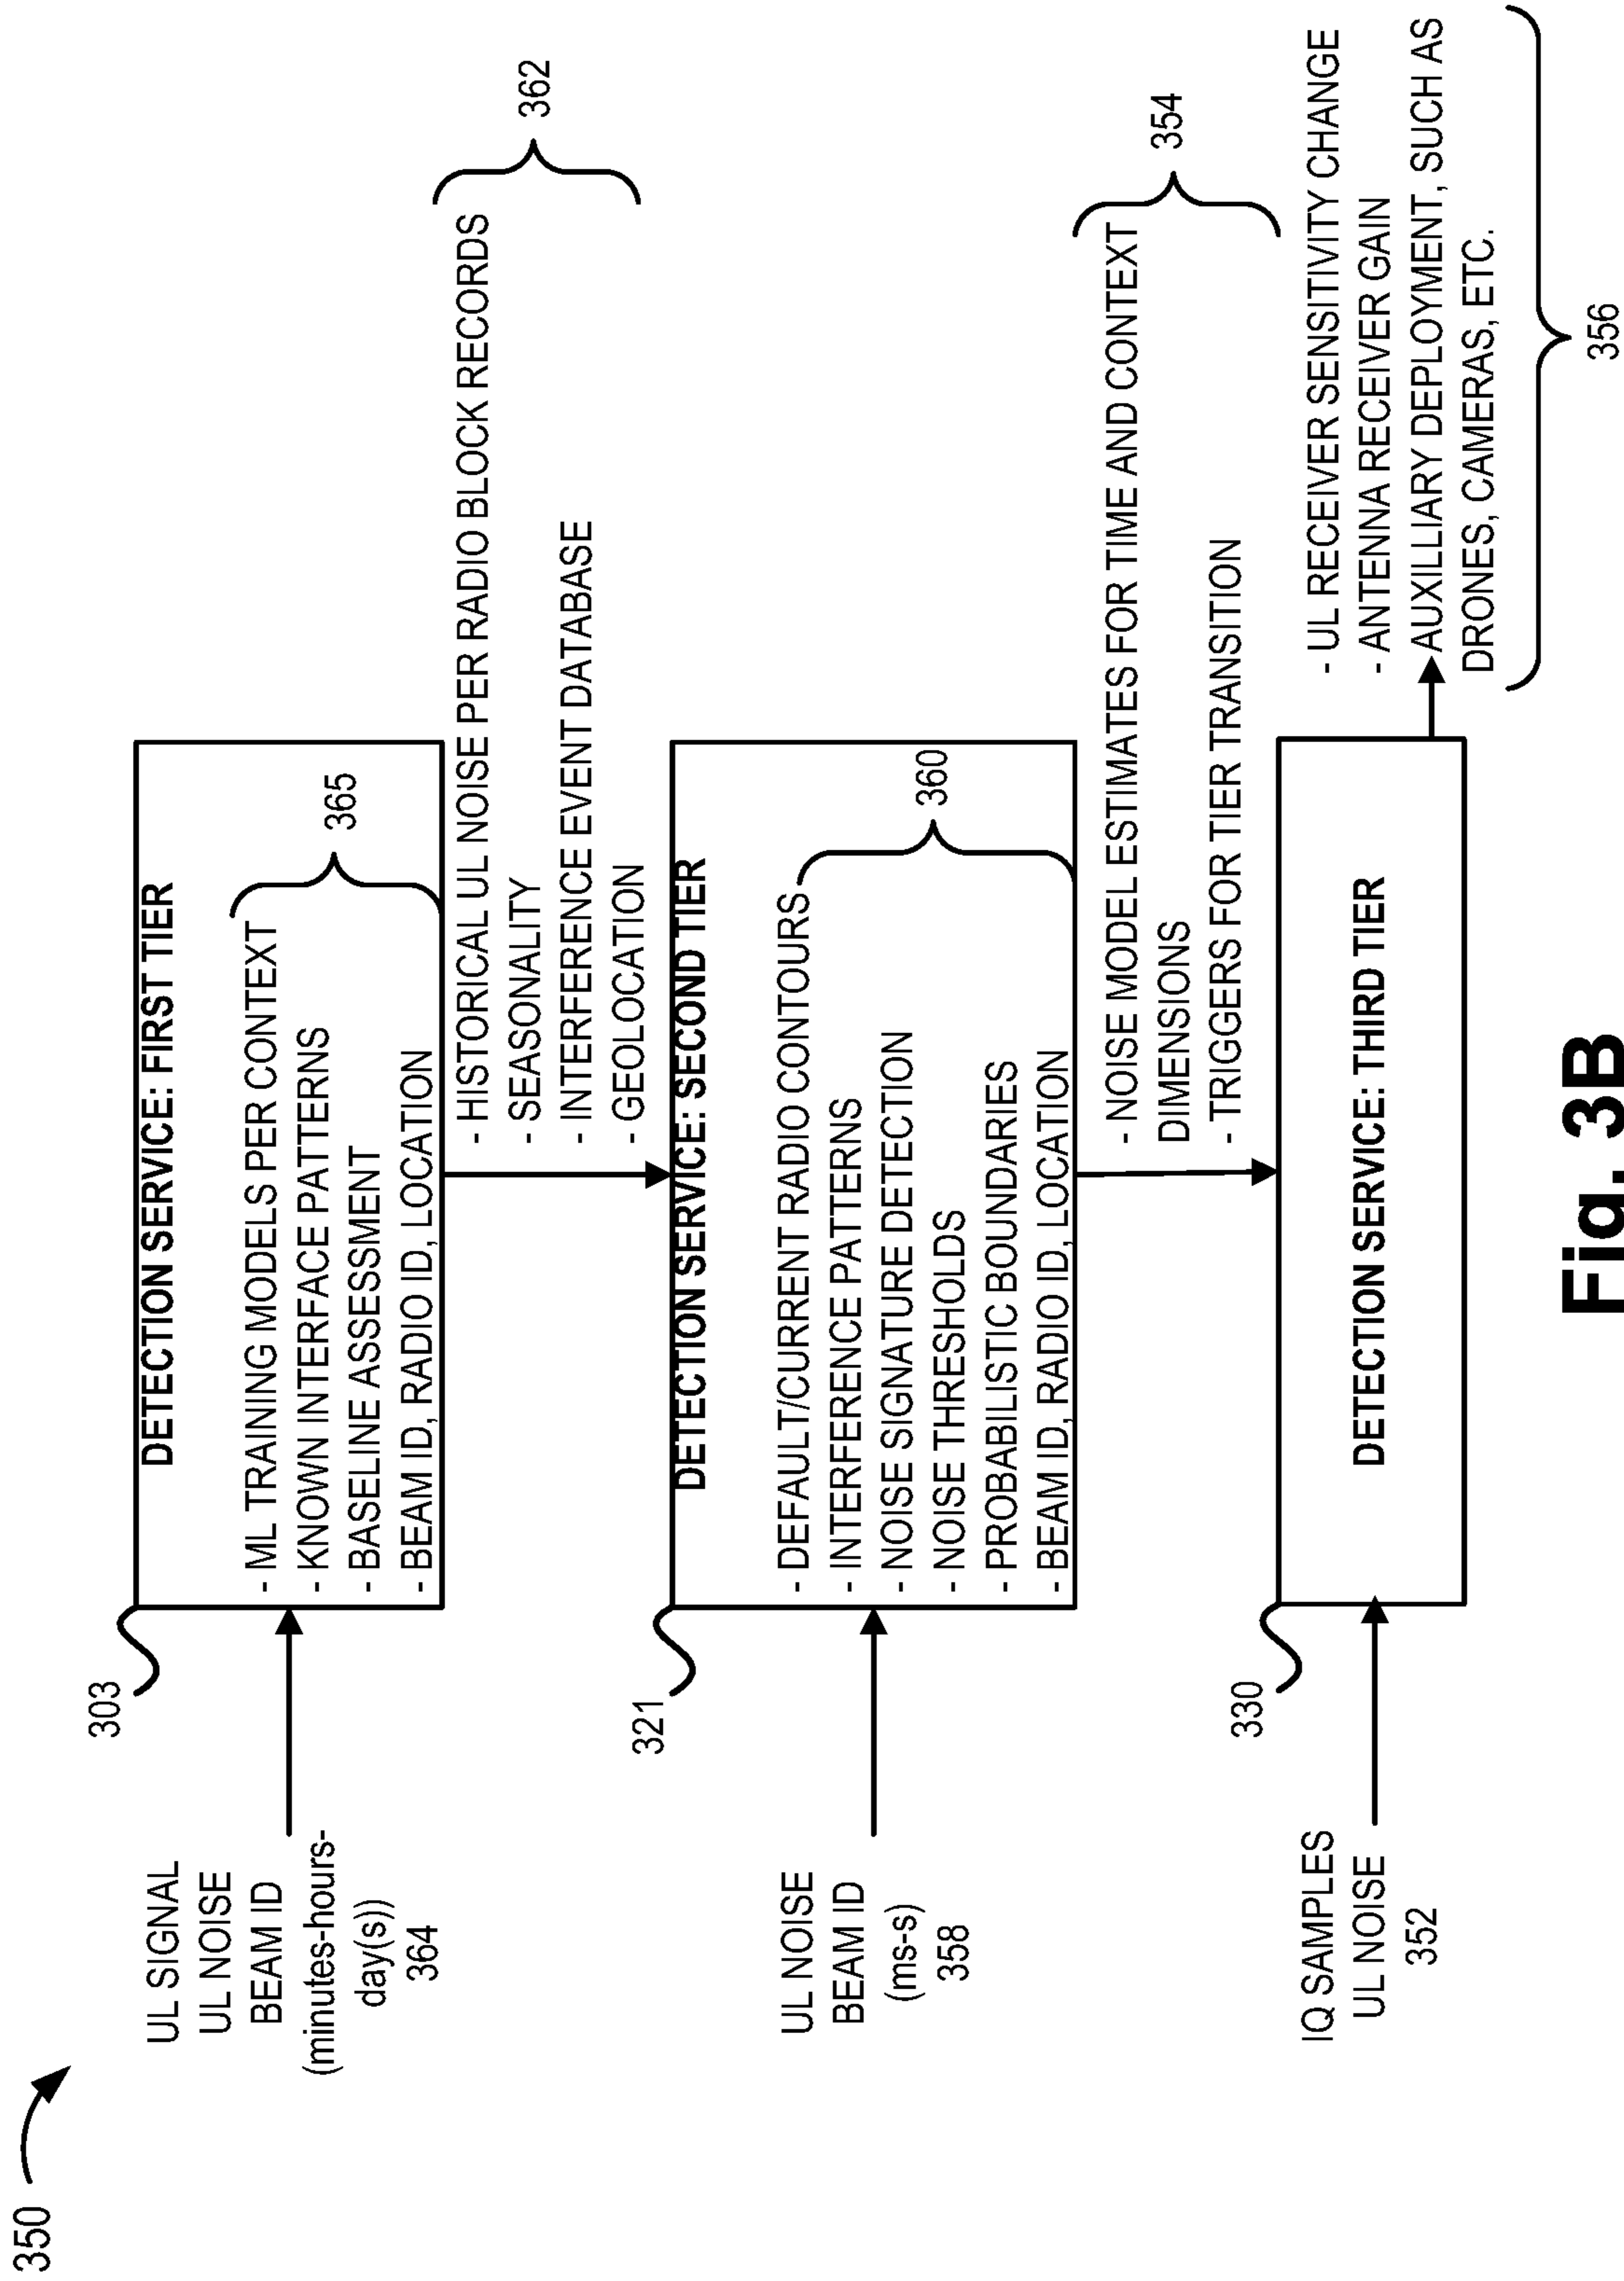 350
303
DETECTION SERVICE: FIRST TIER
- ML TRAINING MODELS PER CONTEXT
- KNOWN INTERFACE PATTERNS
- BASELINE ASSESSMENT
- BEAM ID, RADIO ID, LOCATION
365
UL SIGNAL
UL NOISE
BEAM ID
(minutes-hours-
day(s))
364
- HISTORICAL UL NOISE PER RADIO BLOCK RECORDS
- SEASONALITY
- INTERFERENCE EVENT DATABASE
- GEOLOCATION
362
321
DETECTION SERVICE: SECOND TIER
- DEFAULT/CURRENT RADIO CONTOURS
- INTERFERENCE PATTERNS
- NOISE SIGNATURE DETECTION
- NOISE THRESHOLDS
- PROBABILISTIC BOUNDARIES
- BEAM ID, RADIO ID, LOCATION
360
UL NOISE
BEAM ID
(ms-s)
358
- NOISE MODEL ESTIMATES FOR TIME AND CONTEXT
DIMENSIONS
- TRIGGERS FOR TIER TRANSITION
354
330
DETECTION SERVICE: THIRD TIER
IQ SAMPLES
UL NOISE
352
- UL RECEIVER SENSITIVITY CHANGE
- ANTENNA RECEIVER GAIN
AUXILLIARY DEPLOYMENT, SUCH AS
DRONES, CAMERAS, ETC.
356
Fig. 3B